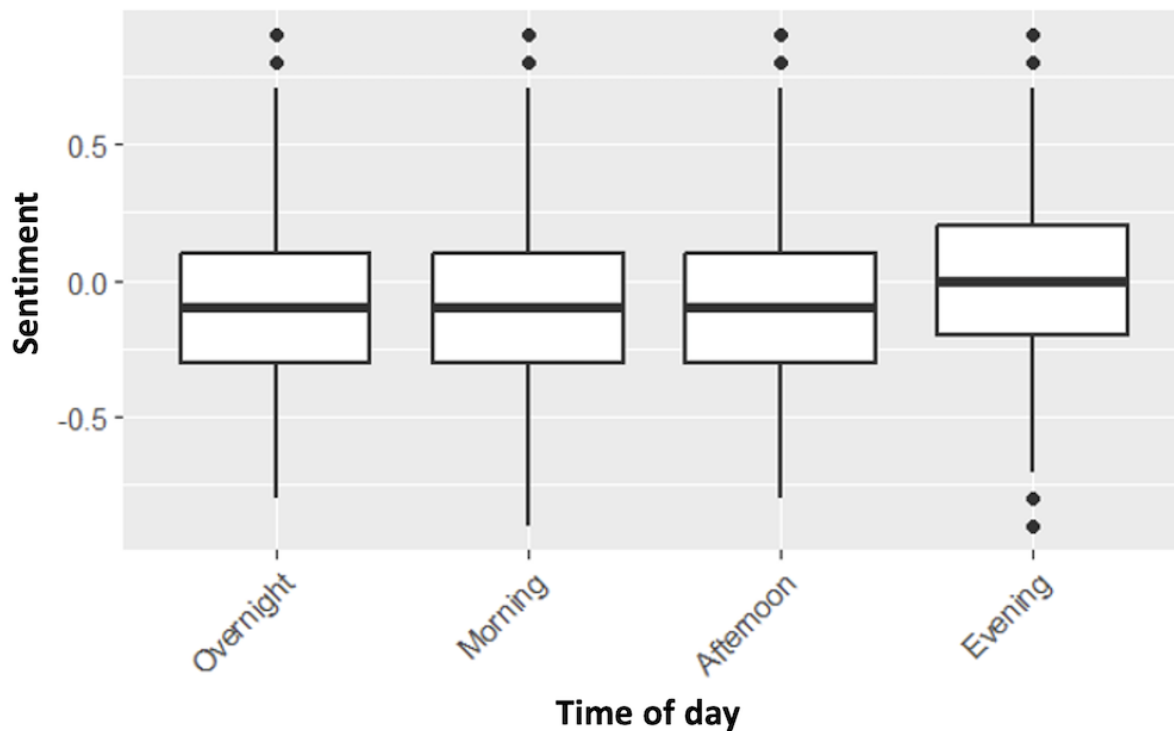 Sentiment
0.5
0.0
-0.5
Overnight
Morning
Afternoon
Evening
Time of day